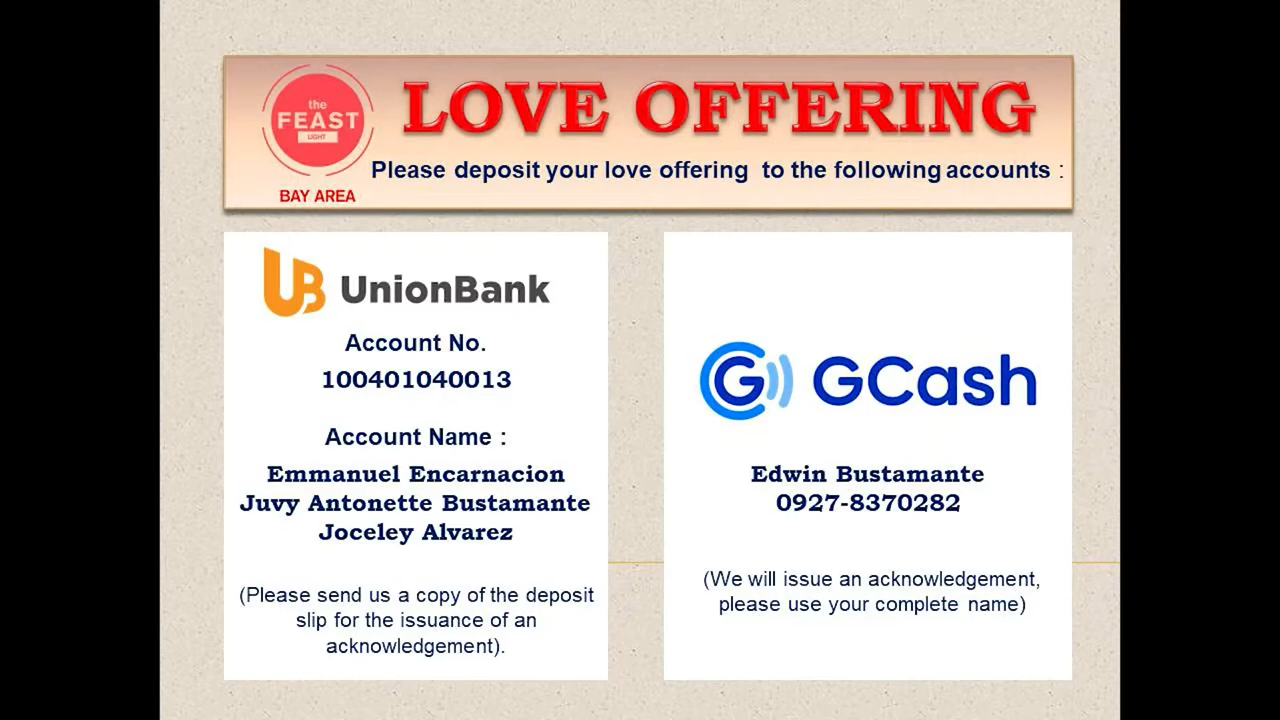 the
FEAST
LIGHT
BAY AREA
LOVE OFFERING
Please deposit your love offering to the following accounts :
UB UnionBank
Account No.
100401040013
Account Name :
Emmanuel Encarnacion
Juvy Antonette Bustamante
Joceley Alvarez
(Please send us a copy of the deposit
slip for the issuance of an
acknowledgement).
G GCash
Edwin Bustamante
0927-8370282
(We will issue an acknowledgement,
please use your complete name)